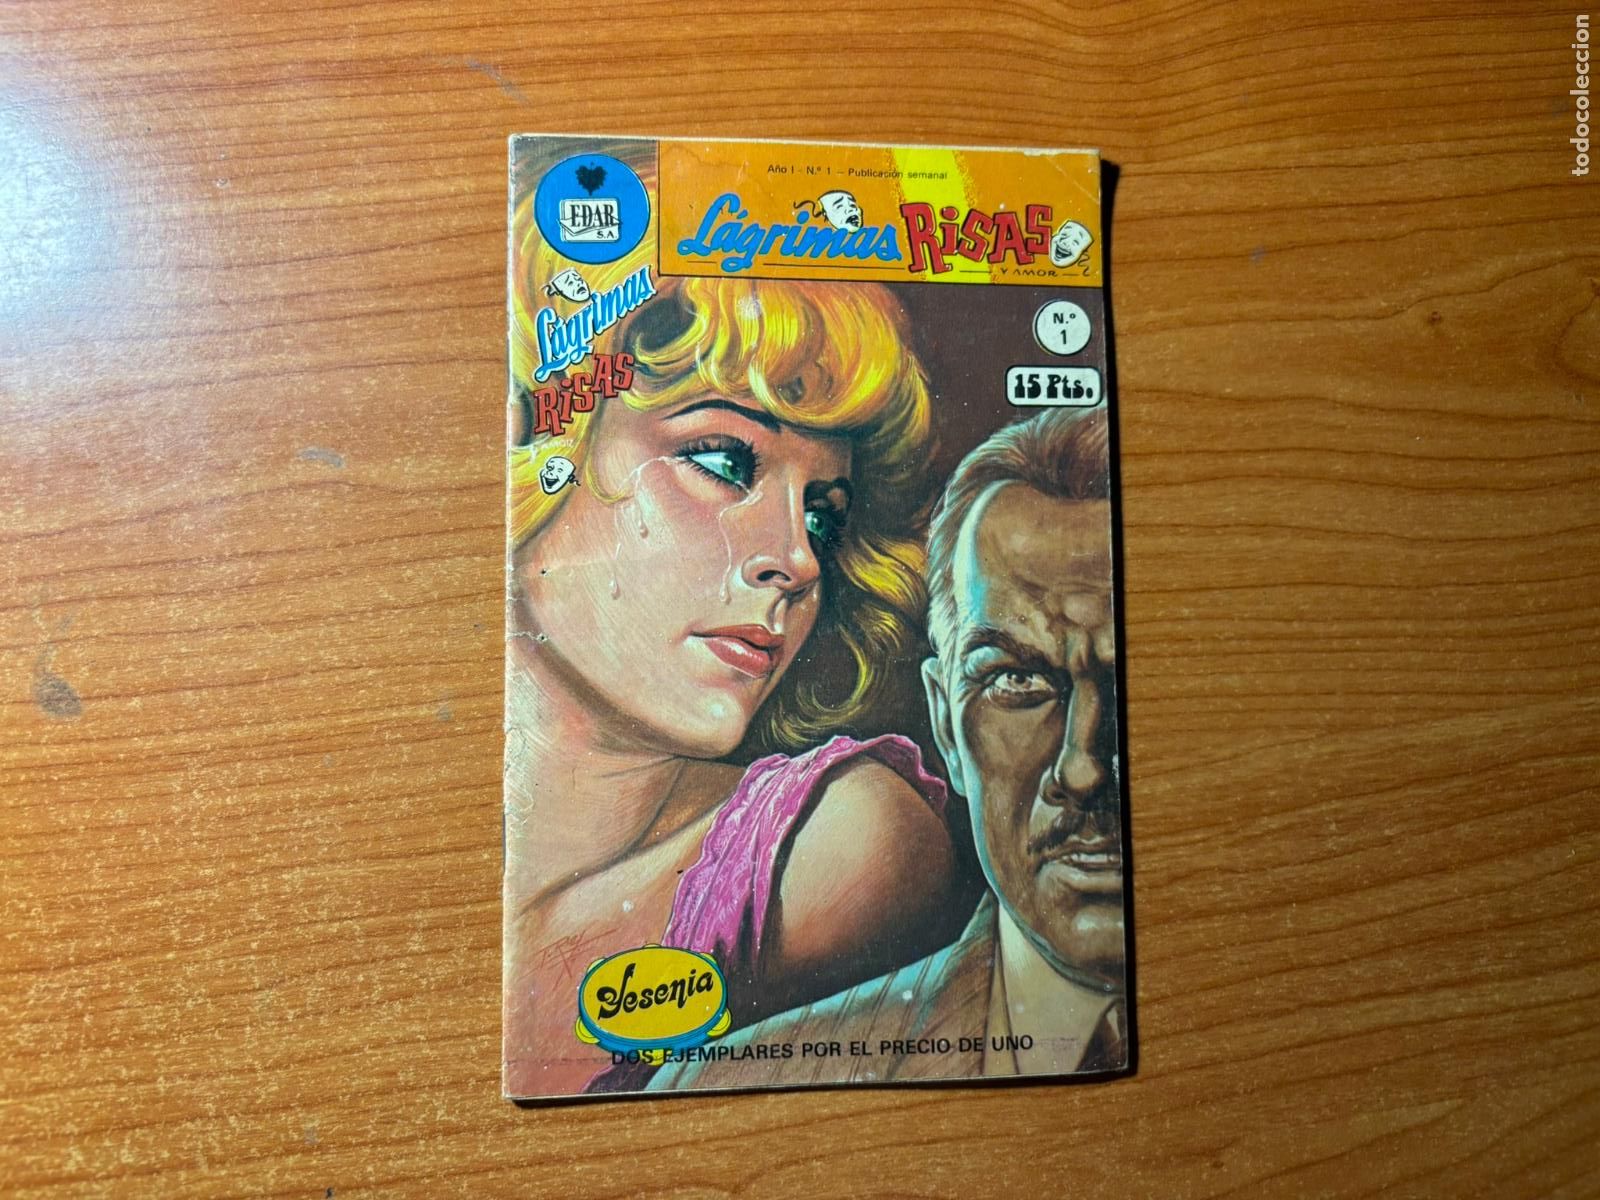 Año I - N.º 1 - Publicación semanal
EDAR
S.A.
Lágrimas RISAS
Y AMOR
Lágrimas
RISAS
Y AMOR
N.º
1
15 Pts.
Yesenia
DOS EJEMPLARES POR EL PRECIO DE UNO
todocoleccion